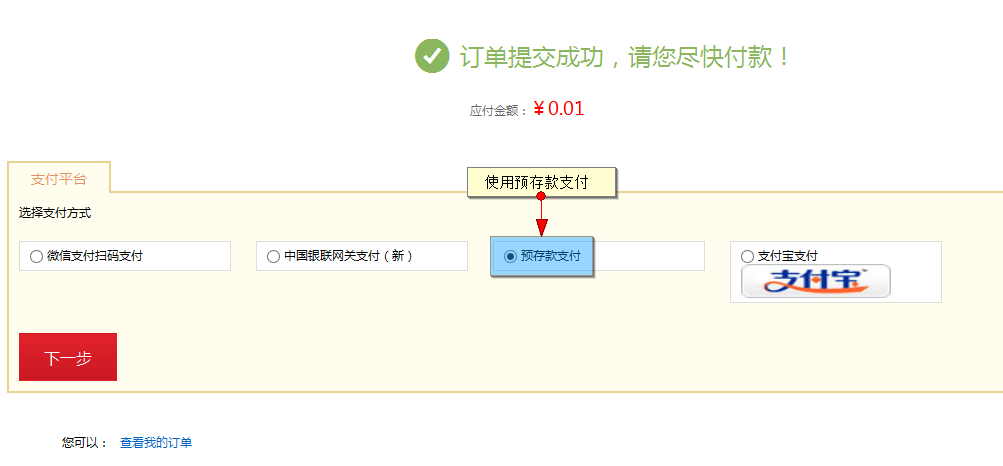 订单提交成功，请您尽快付款！
应付金额：¥0.01
支付平台
使用预存款支付
选择支付方式
微信支付扫码支付
中国银联网关支付（新）
预存款支付
支付宝支付
支付宝
下一步
您可以： 查看我的订单